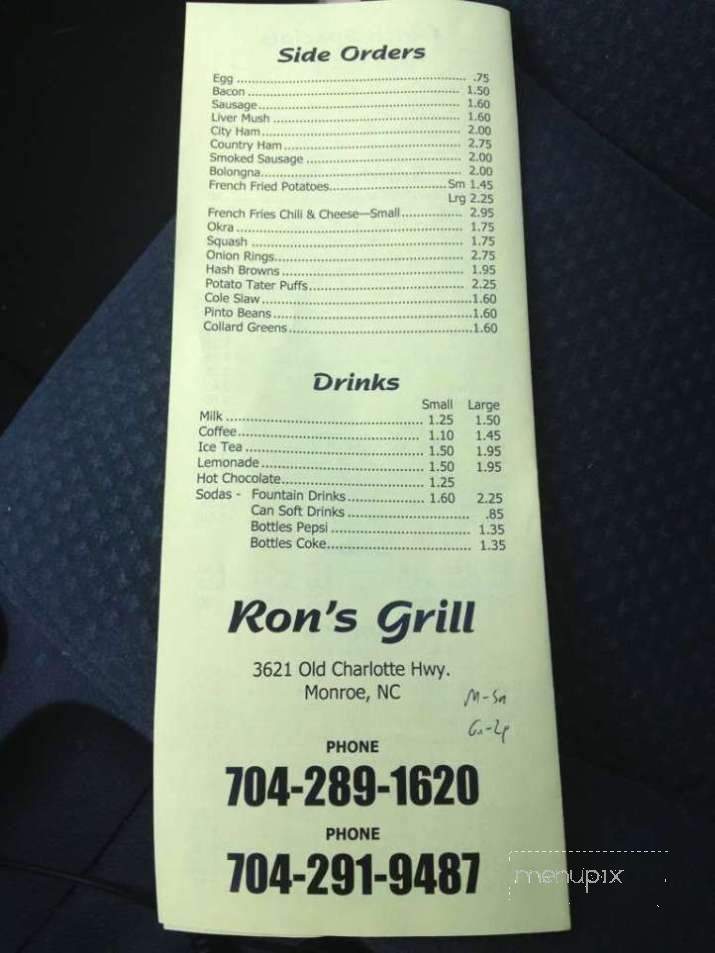 Side Orders
Egg ........ .75
Bacon ........ 1.50
Sausage ........ 1.60
Liver Mush ........ 1.60
City Ham ........ 2.00
Country Ham ........ 2.75
Smoked Sausage ........ 2.00
Bolongna ........ 2.00
French Fried Potatoes ........ Sm 1.45
Lrg 2.25
French Fries Chili & Cheese—Small ........ 2.95
Okra ........ 1.75
Squash ........ 1.75
Onion Rings ........ 2.75
Hash Browns ........ 1.95
Potato Tater Puffs ........ 2.25
Cole Slaw ........ 1.60
Pinto Beans ........ 1.60
Collard Greens ........ 1.60
Drinks
Small Large
Milk ........ 1.25 1.50
Coffee ........ 1.10 1.45
Ice Tea ........ 1.50 1.95
Lemonade ........ 1.50 1.95
Hot Chocolate ........ 1.25
Sodas - Fountain Drinks ........ 1.60 2.25
Can Soft Drinks ........ .85
Bottles Pepsi ........ 1.35
Bottles Coke ........ 1.35
Ron's Grill
3621 Old Charlotte Hwy.
Monroe, NC
M-Sa
6a-2p
PHONE
704-289-1620
PHONE
704-291-9487
menupix